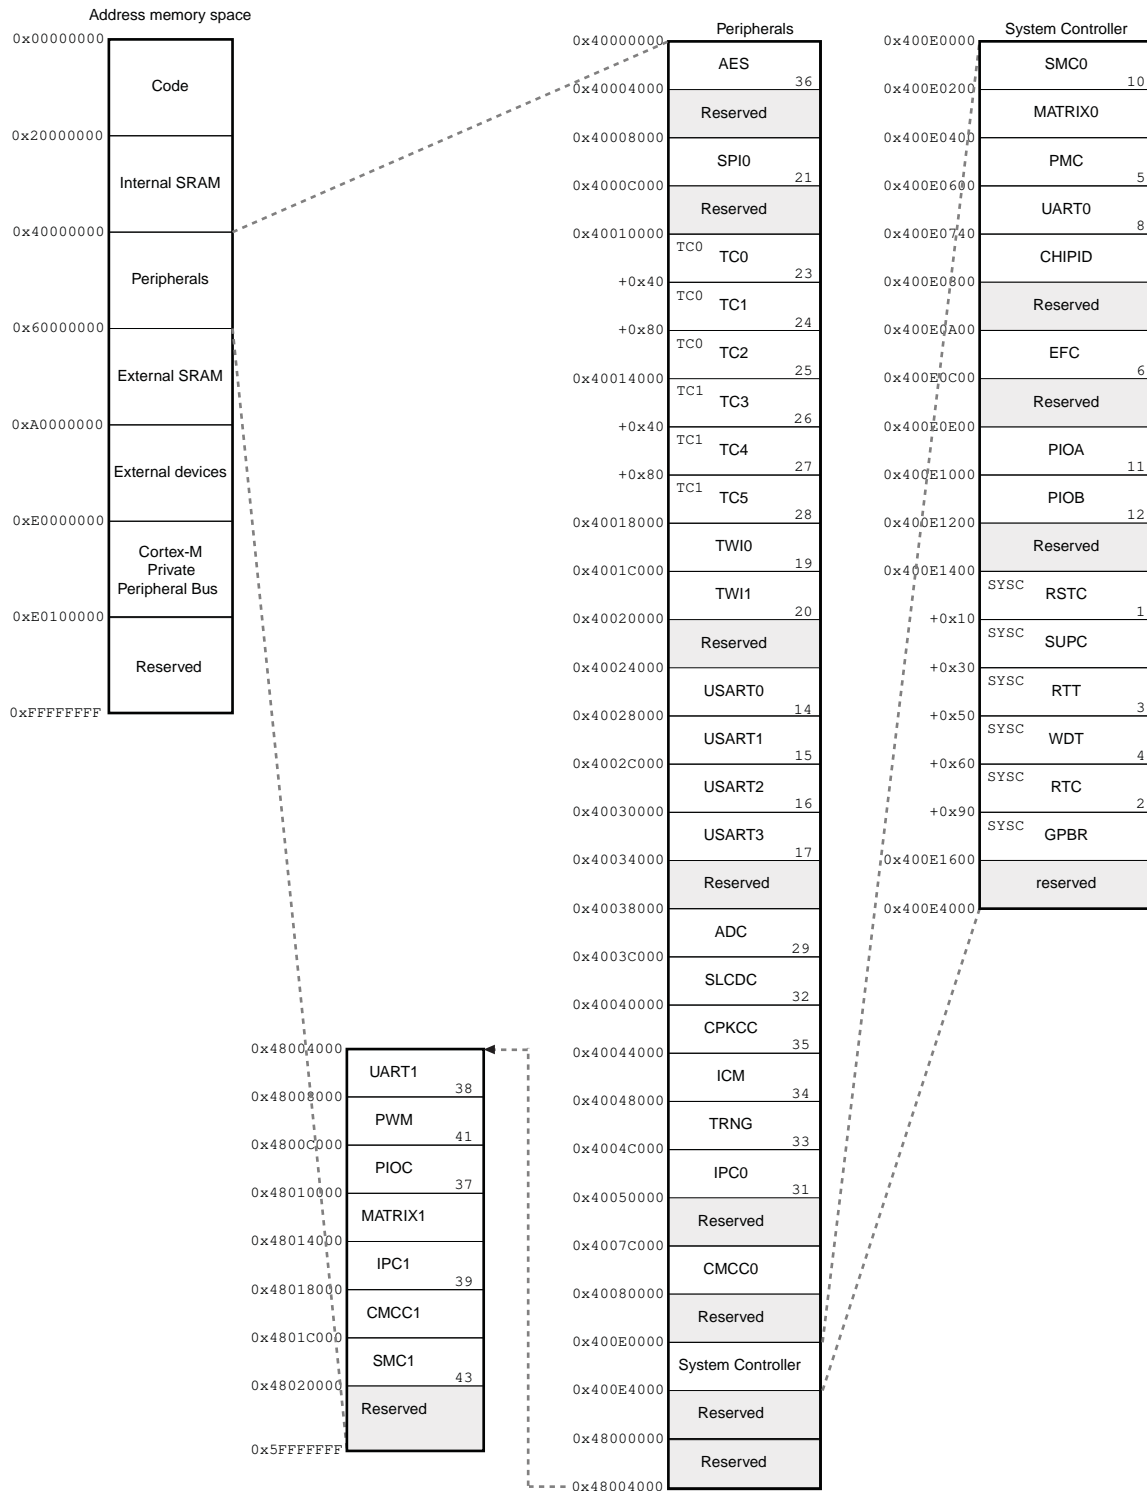 Address memory space
0x00000000
Code
0x20000000
Internal SRAM
0x40000000
Peripherals
0x60000000
External SRAM
0xA0000000
External devices
0xE0000000
Cortex-M
Private
Peripheral Bus
0xE0100000
Reserved
0xFFFFFFFF
0x48004000
UART1
38
0x48008000
PWM
41
0x4800C000
PIOC
37
0x48010000
MATRIX1
0x48014000
IPC1
39
0x48018000
CMCC1
0x4801C000
SMC1
43
0x48020000
Reserved
0x5FFFFFFF
Peripherals
0x40000000
AES
36
0x40004000
Reserved
0x40008000
SPI0
21
0x4000C000
Reserved
0x40010000
TC0 TC0
23
+0x40
TC0 TC1
24
+0x80
TC0 TC2
25
0x40014000
TC1 TC3
26
+0x40
TC1 TC4
27
+0x80
TC1 TC5
28
0x40018000
TWI0
19
0x4001C000
TWI1
20
0x40020000
Reserved
0x40024000
USART0
14
0x40028000
USART1
15
0x4002C000
USART2
16
0x40030000
USART3
17
0x40034000
Reserved
0x40038000
ADC
29
0x4003C000
SLCDC
32
0x40040000
CPKCC
35
0x40044000
ICM
34
0x40048000
TRNG
33
0x4004C000
IPC0
31
0x40050000
Reserved
0x4007C000
CMCC0
0x40080000
Reserved
0x400E0000
System Controller
0x400E4000
Reserved
0x48000000
Reserved
0x48004000
System Controller
0x400E0000
SMC0
10
0x400E0200
MATRIX0
0x400E0400
PMC
5
0x400E0600
UART0
8
0x400E0740
CHIPID
0x400E0800
Reserved
0x400E0A00
EFC
6
0x400E0C00
Reserved
0x400E0E00
PIOA
11
0x400E1000
PIOB
12
0x400E1200
Reserved
0x400E1400
SYSC RSTC
1
+0x10
SYSC SUPC
+0x30
SYSC RTT
3
+0x50
SYSC WDT
4
+0x60
SYSC RTC
2
+0x90
SYSC GPBR
0x400E1600
reserved
0x400E4000